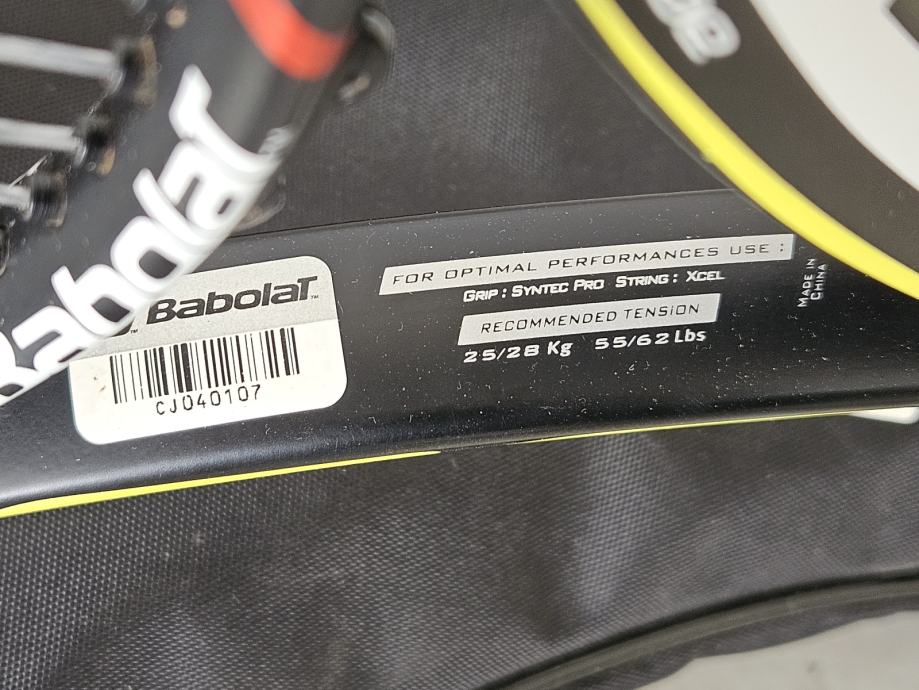 Babolat
BabolaT™
CJ040107
FOR OPTIMAL PERFORMANCES USE :
GRIP : SYNTEC PRO STRING : XCEL
RECOMMENDED TENSION
25/28 Kg 55/62 Lbs
MADE IN
CHINA